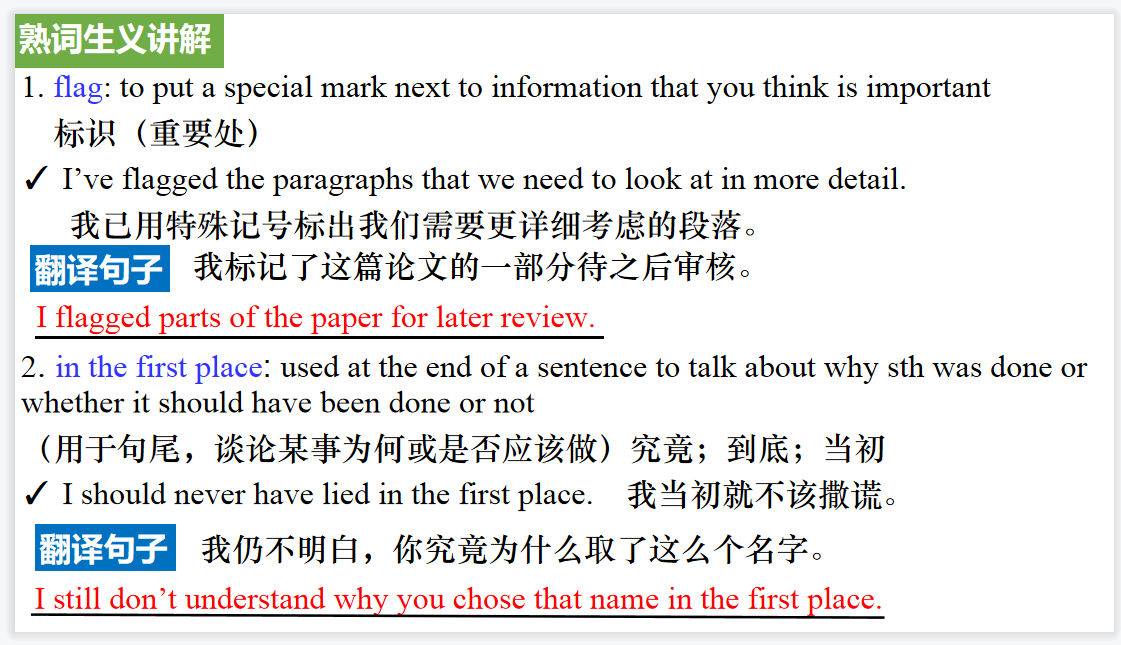 熟词生义讲解
1. flag: to put a special mark next to information that you think is important
标识（重要处）
✓ I’ve flagged the paragraphs that we need to look at in more detail.
我已用特殊记号标出我们需要更详细考虑的段落。
翻译句子 我标记了这篇论文的一部分待之后审核。
I flagged parts of the paper for later review.
2. in the first place: used at the end of a sentence to talk about why sth was done or
whether it should have been done or not
（用于句尾，谈论某事为何或是否应该做）究竟；到底；当初
✓ I should never have lied in the first place. 我当初就不该撒谎。
翻译句子 我仍不明白，你究竟为什么取了这么个名字。
I still don’t understand why you chose that name in the first place.